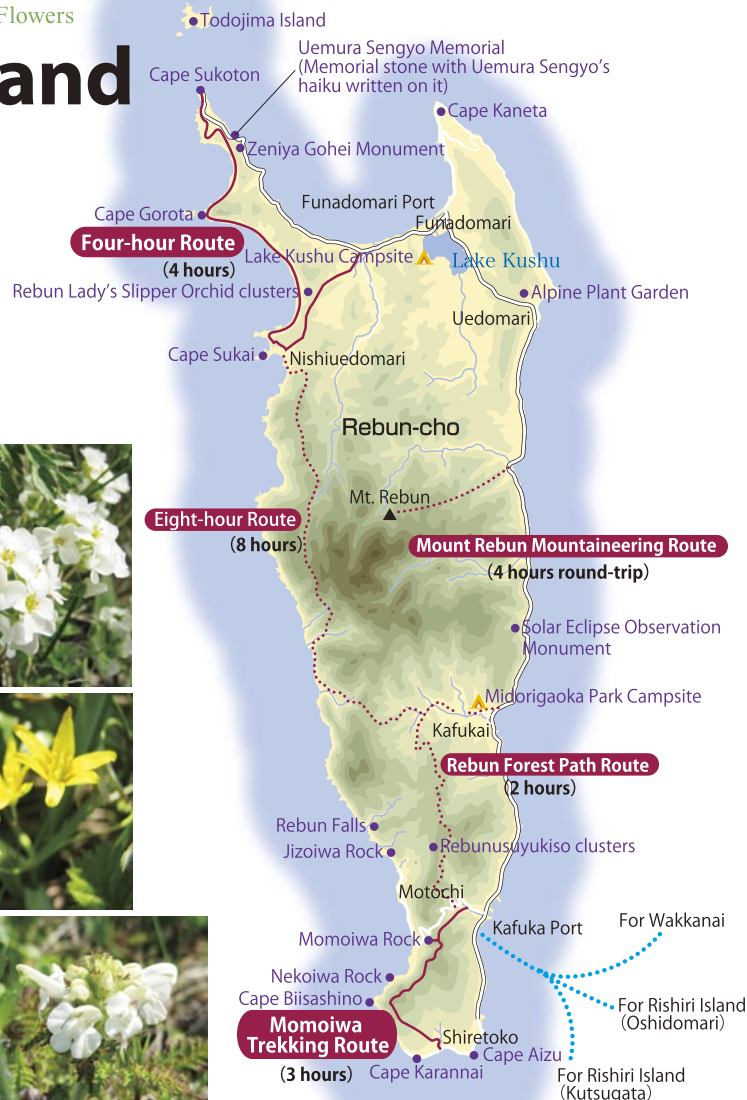 Flowers
and
Todojima Island
Uemura Sengyo Memorial
(Memorial stone with Uemura Sengyo's
haiku written on it)
Cape Sukoton
Cape Kaneta
Zeniya Gohei Monument
Funadomari Port
Cape Gorota
Funadomari
Four-hour Route
(4 hours)
Lake Kushu Campsite
Lake Kushu
Rebun Lady's Slipper Orchid clusters
Alpine Plant Garden
Uedomari
Cape Sukai
Nishiuedomari
Rebun-cho
Mt. Rebun
Eight-hour Route
(8 hours)
Mount Rebun Mountaineering Route
(4 hours round-trip)
Solar Eclipse Observation
Monument
Midorigaoka Park Campsite
Kafukai
Rebun Forest Path Route
(2 hours)
Rebun Falls
Rebunusuyukiso clusters
Jizoiwa Rock
Motochi
Kafuka Port
For Wakkanai
Momoiwa Rock
Nekoiwa Rock
Cape Biisashino
For Rishiri Island
(Oshidomari)
Momoiwa
Trekking Route
(3 hours)
Shiretoko
Cape Aizu
Cape Karannai
For Rishiri Island
(Kutsugata)